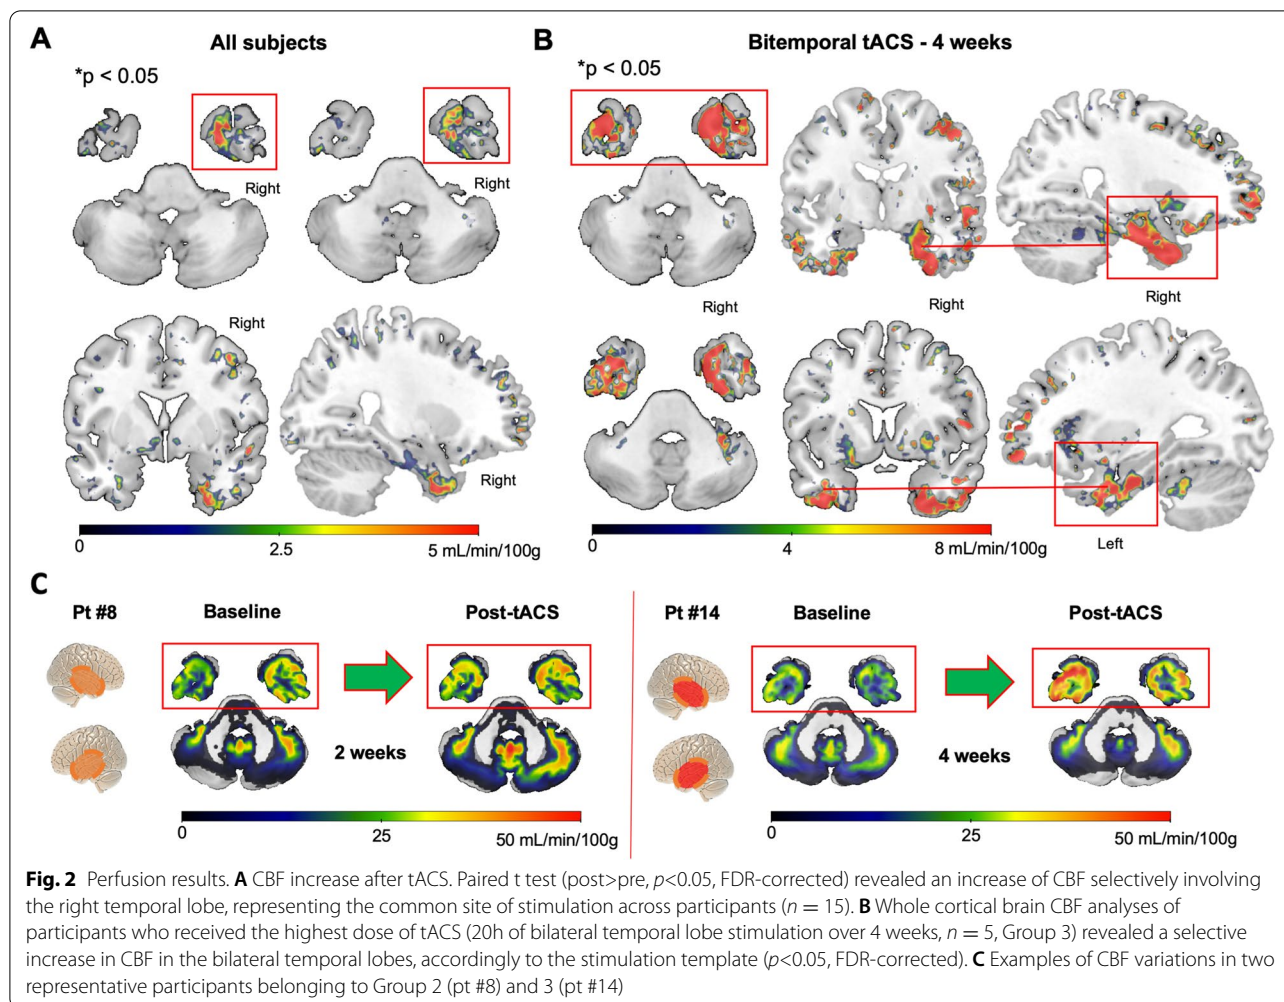 A
All subjects
*p < 0.05
Right
Right
Right
Right
0
2.5
5 mL/min/100g
B
Bitemporal tACS - 4 weeks
*p < 0.05
Right
Right
Right
Left
0
4
8 mL/min/100g
C
Pt #8
Baseline
Post-tACS
2 weeks
0
25
50 mL/min/100g
Pt #14
Baseline
Post-tACS
4 weeks
0
25
50 mL/min/100g
Fig. 2 Perfusion results. A CBF increase after tACS. Paired t test (post>pre, p<0.05, FDR-corrected) revealed an increase of CBF selectively involving
the right temporal lobe, representing the common site of stimulation across participants (n = 15). B Whole cortical brain CBF analyses of
participants who received the highest dose of tACS (20h of bilateral temporal lobe stimulation over 4 weeks, n = 5, Group 3) revealed a selective
increase in CBF in the bilateral temporal lobes, accordingly to the stimulation template (p<0.05, FDR-corrected). C Examples of CBF variations in two
representative participants belonging to Group 2 (pt #8) and 3 (pt #14)